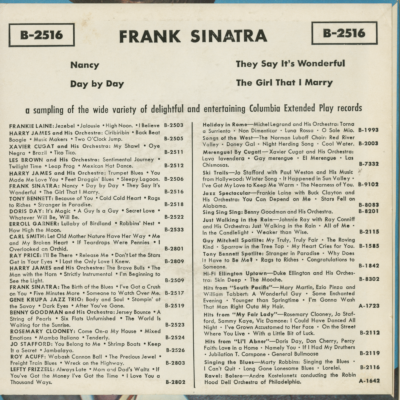 B-2516 FRANK SINATRA B-2516
Nancy
Day by Day
They Say It's Wonderful
The Girl That I Marry
a sampling of the wide variety of delightful and entertaining Columbia Extended Play records
FRANKIE LAINE: Jezebel • Jalousie • High Noon. • I Believe B-2503
HARRY JAMES and His Orchestra: Ciribiribin • Back Beat
Boogie • Music Makers • Two O'Clock Jump. B-2505
XAVIER CUGAT and His Orchestra: My Shawl • Oye
Negra • Brazil • Tico Tico. B-2511
LES BROWN and His Orchestra: Sentimental Journey •
Twilight Time • Leap Frog • Mexican Hat Dance. B-2512
HARRY JAMES and His Orchestra: Trumpet Blues • You
Made Me Love You • Feet Draggin' Blues • Sleepy Lagoon. B-2506
FRANK SINATRA: Nancy • Day by Day • They Say It's
Wonderful • The Girl That I Marry. B-2516
TONY BENNETT: Because of You • Cold Cold Heart • Rags
to Riches • Stranger in Paradise. B-2518
DORIS DAY: It's Magic • A Guy Is a Guy • Secret Love
Whatever Will Be, Will Be. B-2522
ERROLL GARNER: Lullaby of Birdland • Robbins' Nest •
How High the Moon. B-2535
CARL SMITH: Let Old Mother Nature Have Her Way • Me
and My Broken Heart • If Teardrops Were Pennies • I
Overlooked an Orchid. B-2801
RAY PRICE: I'll Be There • Release Me • Don't Let the Stars
Get in Your Eyes • I Lost the Only Love I Knew. B-2809
HARRY JAMES and His Orchestra: The Brave Bulls • The
Man with the Horn • Strictly Instrumental • I'm Beginning to
See the Light. B-2509
FRANK SINATRA: The Birth of the Blues • I've Got a Crush
on You • Five Minutes More • Someone to Watch Over Me. B-2517
GENE KRUPA JAZZ TRIO: Body and Soul • Stompin' at
the Savoy • Dark Eyes • After You've Gone. B-2519
BENNY GOODMAN and His Orchestra: Jersey Bounce • A
String of Pearls • Six Flats Unfurnished • The World Is
Waiting for the Sunrise. B-2525
ROSEMARY CLOONEY: Come On-a My House • Mixed
Emotions • Mambo Italiano • Tenderly. B-2524
JO STAFFORD: You Belong to Me • Shrimp Boats • Keep
It a Secret • Jambalaya. B-2526
ROY ACUFF: Wabash Cannon Ball • The Precious Jewel •
Freight Train Blues • Wreck on the Highway. B-2803
LEFTY FRIZZELL: Always Late • Mom and Dad's Waltz • If
You've Got the Money I've Got the Time • I Love You a
Thousand Ways. B-2802
Holiday in Rome—Michel Legrand and His Orchestra: Torna
a Surriento • Non Dimenticar • Luna Rossa • O Sole Mio. B-1995
Songs of the West—The Norman Luboff Choir: Red River
Valley • Doney Gal • Night Herding Song • Cool Water. B-2003
Merengue! By Cugat!—Xavier Cugat and His Orchestra:
Luna lavandera • Gay merengue • El Merengue • Las
Chismosas. B-7332
Ski Trails—Jo Stafford with Paul Weston and His Music
from Hollywood: Winter Song • It Happened in Sun Valley •
I've Got My Love to Keep Me Warm • The Nearness of You. B-9102
Jazz Spectacular—Frankie Laine with Buck Clayton and
His Orchestra: You Can Depend on Me • Stars Fell on
Alabama. B-8085
Sing Sing Sing: Benny Goodman and His Orchestra. B-8201
Just Walking in the Rain—Johnnie Ray with Ray Conniff
and His Orchestra: Just Walking in the Rain • All of Me •
In the Candlelight • Weaker than Wise. B-2125
Guy Mitchell Spotlite: My Truly, Truly Fair • The Roving
Kind • Sparrow in the Tree Top • My Heart Cries for You. B-1585
Tony Bennett Spotlite: Stranger in Paradise • Why Does
It Have to Be Me? • Rags to Riches • Congratulations to
Someone. B-1842
Hi-Fi Ellington Uptown—Duke Ellington and His Orchestra:
Skin Deep • The Mooche. B-8002
Hits from "South Pacific"—Mary Martin, Ezio Pinza and
William Tabbert: A Wonderful Guy • Some Enchanted
Evening • Younger than Springtime • I'm Gonna Wash
That Man Right Outa My Hair. A-1723
Hits from "My Fair Lady"—Rosemary Clooney, Jo Stafford,
Sammy Kaye, Vic Damone: I Could Have Danced All
Night • I've Grown Accustomed to Her Face • On the Street
Where You Live • With a Little Bit of Luck. B-2112
Hits from "Li'l Abner"—Doris Day, Don Cherry, Percy
Faith: Love in a Home • Namely You • If I Had My Druthers •
Jubilation T. Cornpone • General Bullmoose B-2119
Singing the Blues—Marty Robbins: Singing the Blues •
I Can't Quit • Long Gone Lonesome Blues • Lorelei. B-2116
Ravel: Bolero—Andre Kostelanetz conducting the Robin
Hood Dell Orchestra of Philadelphia. A-1642